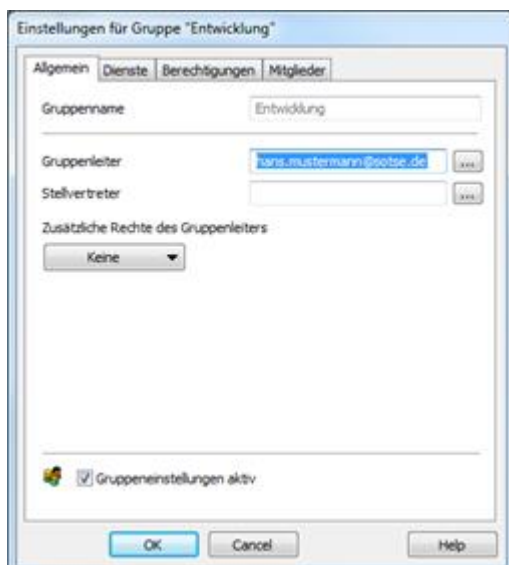 Einstellungen für Gruppe "Entwicklung"
Allgemein Dienste Berechtigungen Mitglieder
Gruppenname Entwicklung
Gruppenleiter hans.mustermann@sotse.de ...
Stellvertreter ...
Zusätzliche Rechte des Gruppenleiters
Keine
Gruppeneinstellungen aktiv
OK Cancel Help